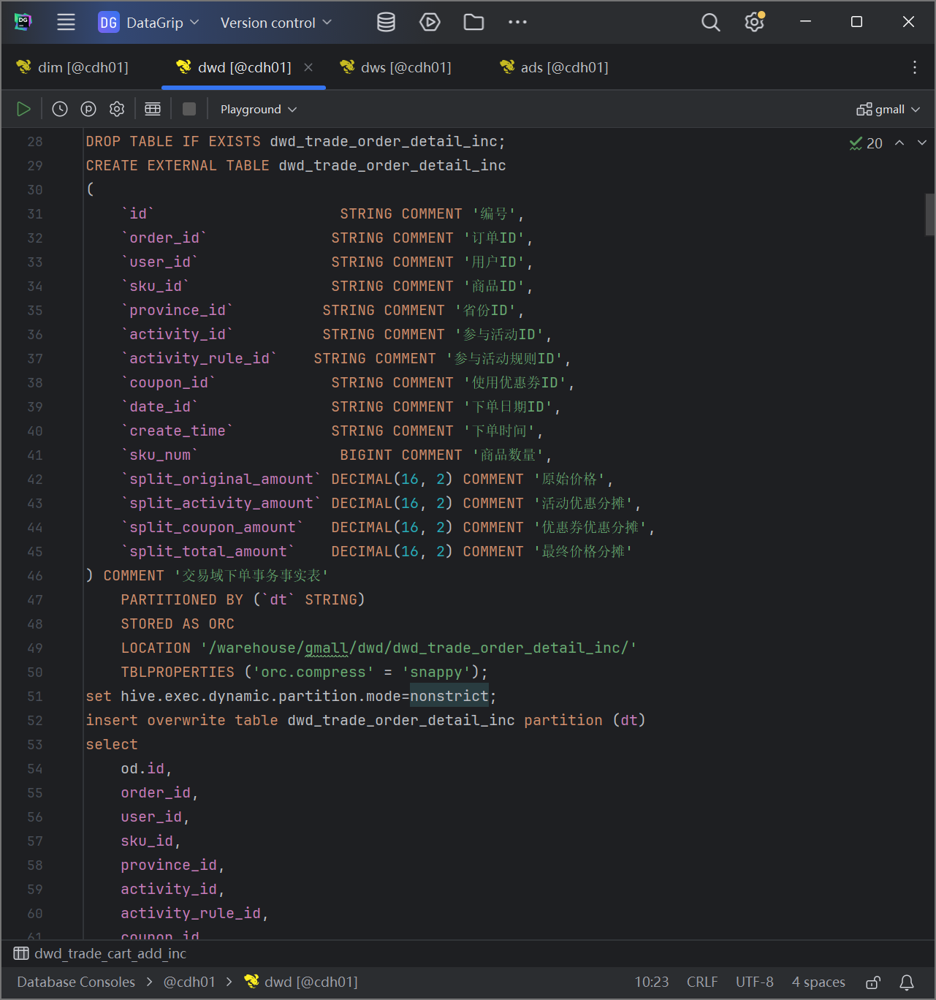 DG DG DataGrip Version control
dim [@cdh01] dwd [@cdh01] dws [@cdh01] ads [@cdh01]
Playground gmall
20
28 DROP TABLE IF EXISTS dwd_trade_order_detail_inc;
29 CREATE EXTERNAL TABLE dwd_trade_order_detail_inc
30 (
31 `id` STRING COMMENT '编号',
32 `order_id` STRING COMMENT '订单ID',
33 `user_id` STRING COMMENT '用户ID',
34 `sku_id` STRING COMMENT '商品ID',
35 `province_id` STRING COMMENT '省份ID',
36 `activity_id` STRING COMMENT '参与活动ID',
37 `activity_rule_id` STRING COMMENT '参与活动规则ID',
38 `coupon_id` STRING COMMENT '使用优惠券ID',
39 `date_id` STRING COMMENT '下单日期ID',
40 `create_time` STRING COMMENT '下单时间',
41 `sku_num` BIGINT COMMENT '商品数量',
42 `split_original_amount` DECIMAL(16, 2) COMMENT '原始价格',
43 `split_activity_amount` DECIMAL(16, 2) COMMENT '活动优惠分摊',
44 `split_coupon_amount` DECIMAL(16, 2) COMMENT '优惠券优惠分摊',
45 `split_total_amount` DECIMAL(16, 2) COMMENT '最终价格分摊'
46 ) COMMENT '交易域下单事务事实表'
47 PARTITIONED BY (`dt` STRING)
48 STORED AS ORC
49 LOCATION '/warehouse/gmall/dwd/dwd_trade_order_detail_inc/'
50 TBLPROPERTIES ('orc.compress' = 'snappy');
51 set hive.exec.dynamic.partition.mode=nonstrict;
52 insert overwrite table dwd_trade_order_detail_inc partition (dt)
53 select
54 od.id,
55 order_id,
56 user_id,
57 sku_id,
58 province_id,
59 activity_id,
60 activity_rule_id,
61 coupon_id
dwd_trade_cart_add_inc
Database Consoles > @cdh01 > dwd [@cdh01] 10:23 CRLF UTF-8 4 spaces